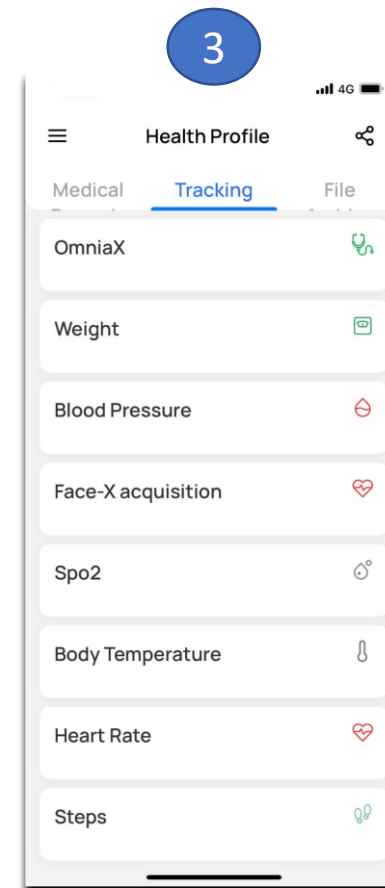 3
4G
Health Profile
Medical Tracking File
OmniaX
Weight
Blood Pressure
Face-X acquisition
Spo2
Body Temperature
Heart Rate
Steps